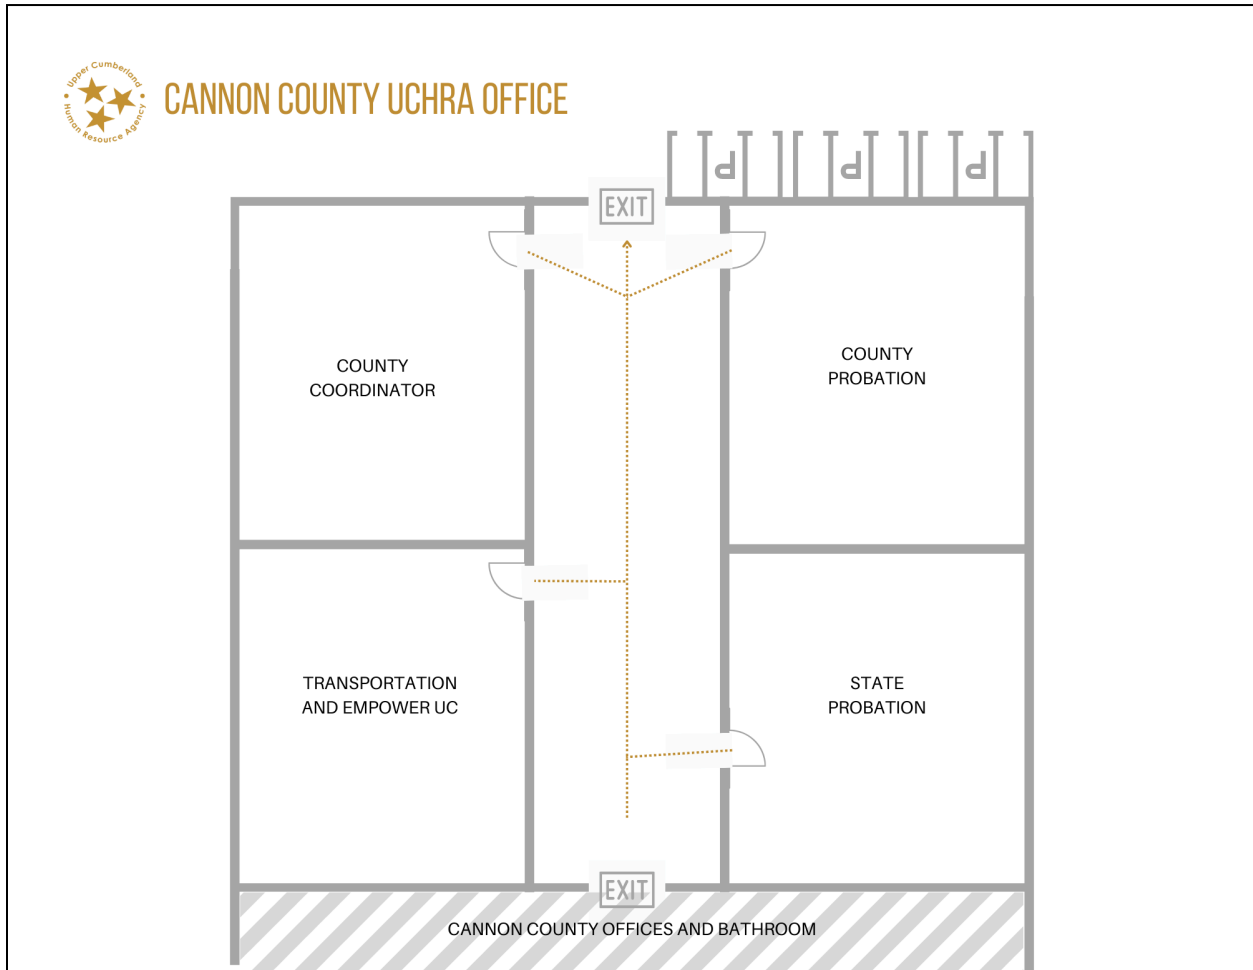 Upper Cumberland
Human Resource Agency
CANNON COUNTY UCHRA OFFICE
P P P
EXIT
COUNTY
COORDINATOR
COUNTY
PROBATION
TRANSPORTATION
AND EMPOWER UC
STATE
PROBATION
EXIT
CANNON COUNTY OFFICES AND BATHROOM